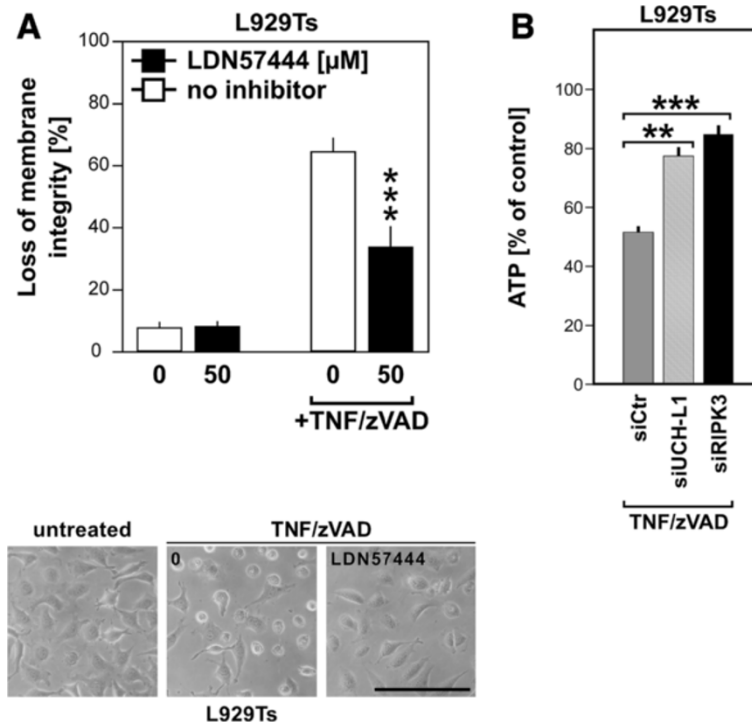 A
L929Ts
Loss of membrane
integrity [%]
100
80
60
40
20
0
LDN57444 [µM]
no inhibitor
***
0 50 0 50
+TNF/zVAD
B
L929Ts
ATP [% of control]
100
80
60
40
20
0
***
**
siCtr
siUCH-L1
siRIPK3
TNF/zVAD
untreated
TNF/zVAD
0
LDN57444
L929Ts